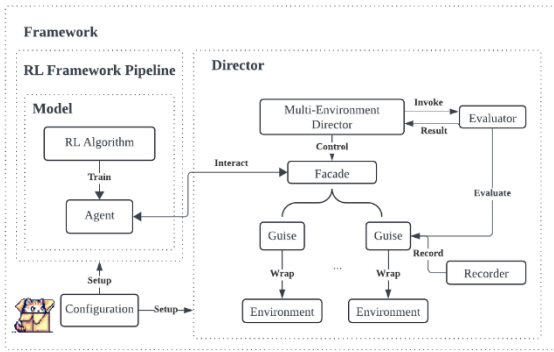 Framework
RL Framework Pipeline
Director
Model
RL Algorithm
Train
Agent
Interact
Multi-Environment
Director
Invoke
Result
Evaluator
Control
Facade
Evaluate
Guise
...
Guise
Record
Recorder
Wrap
Wrap
Environment
Environment
Setup
Configuration
Setup